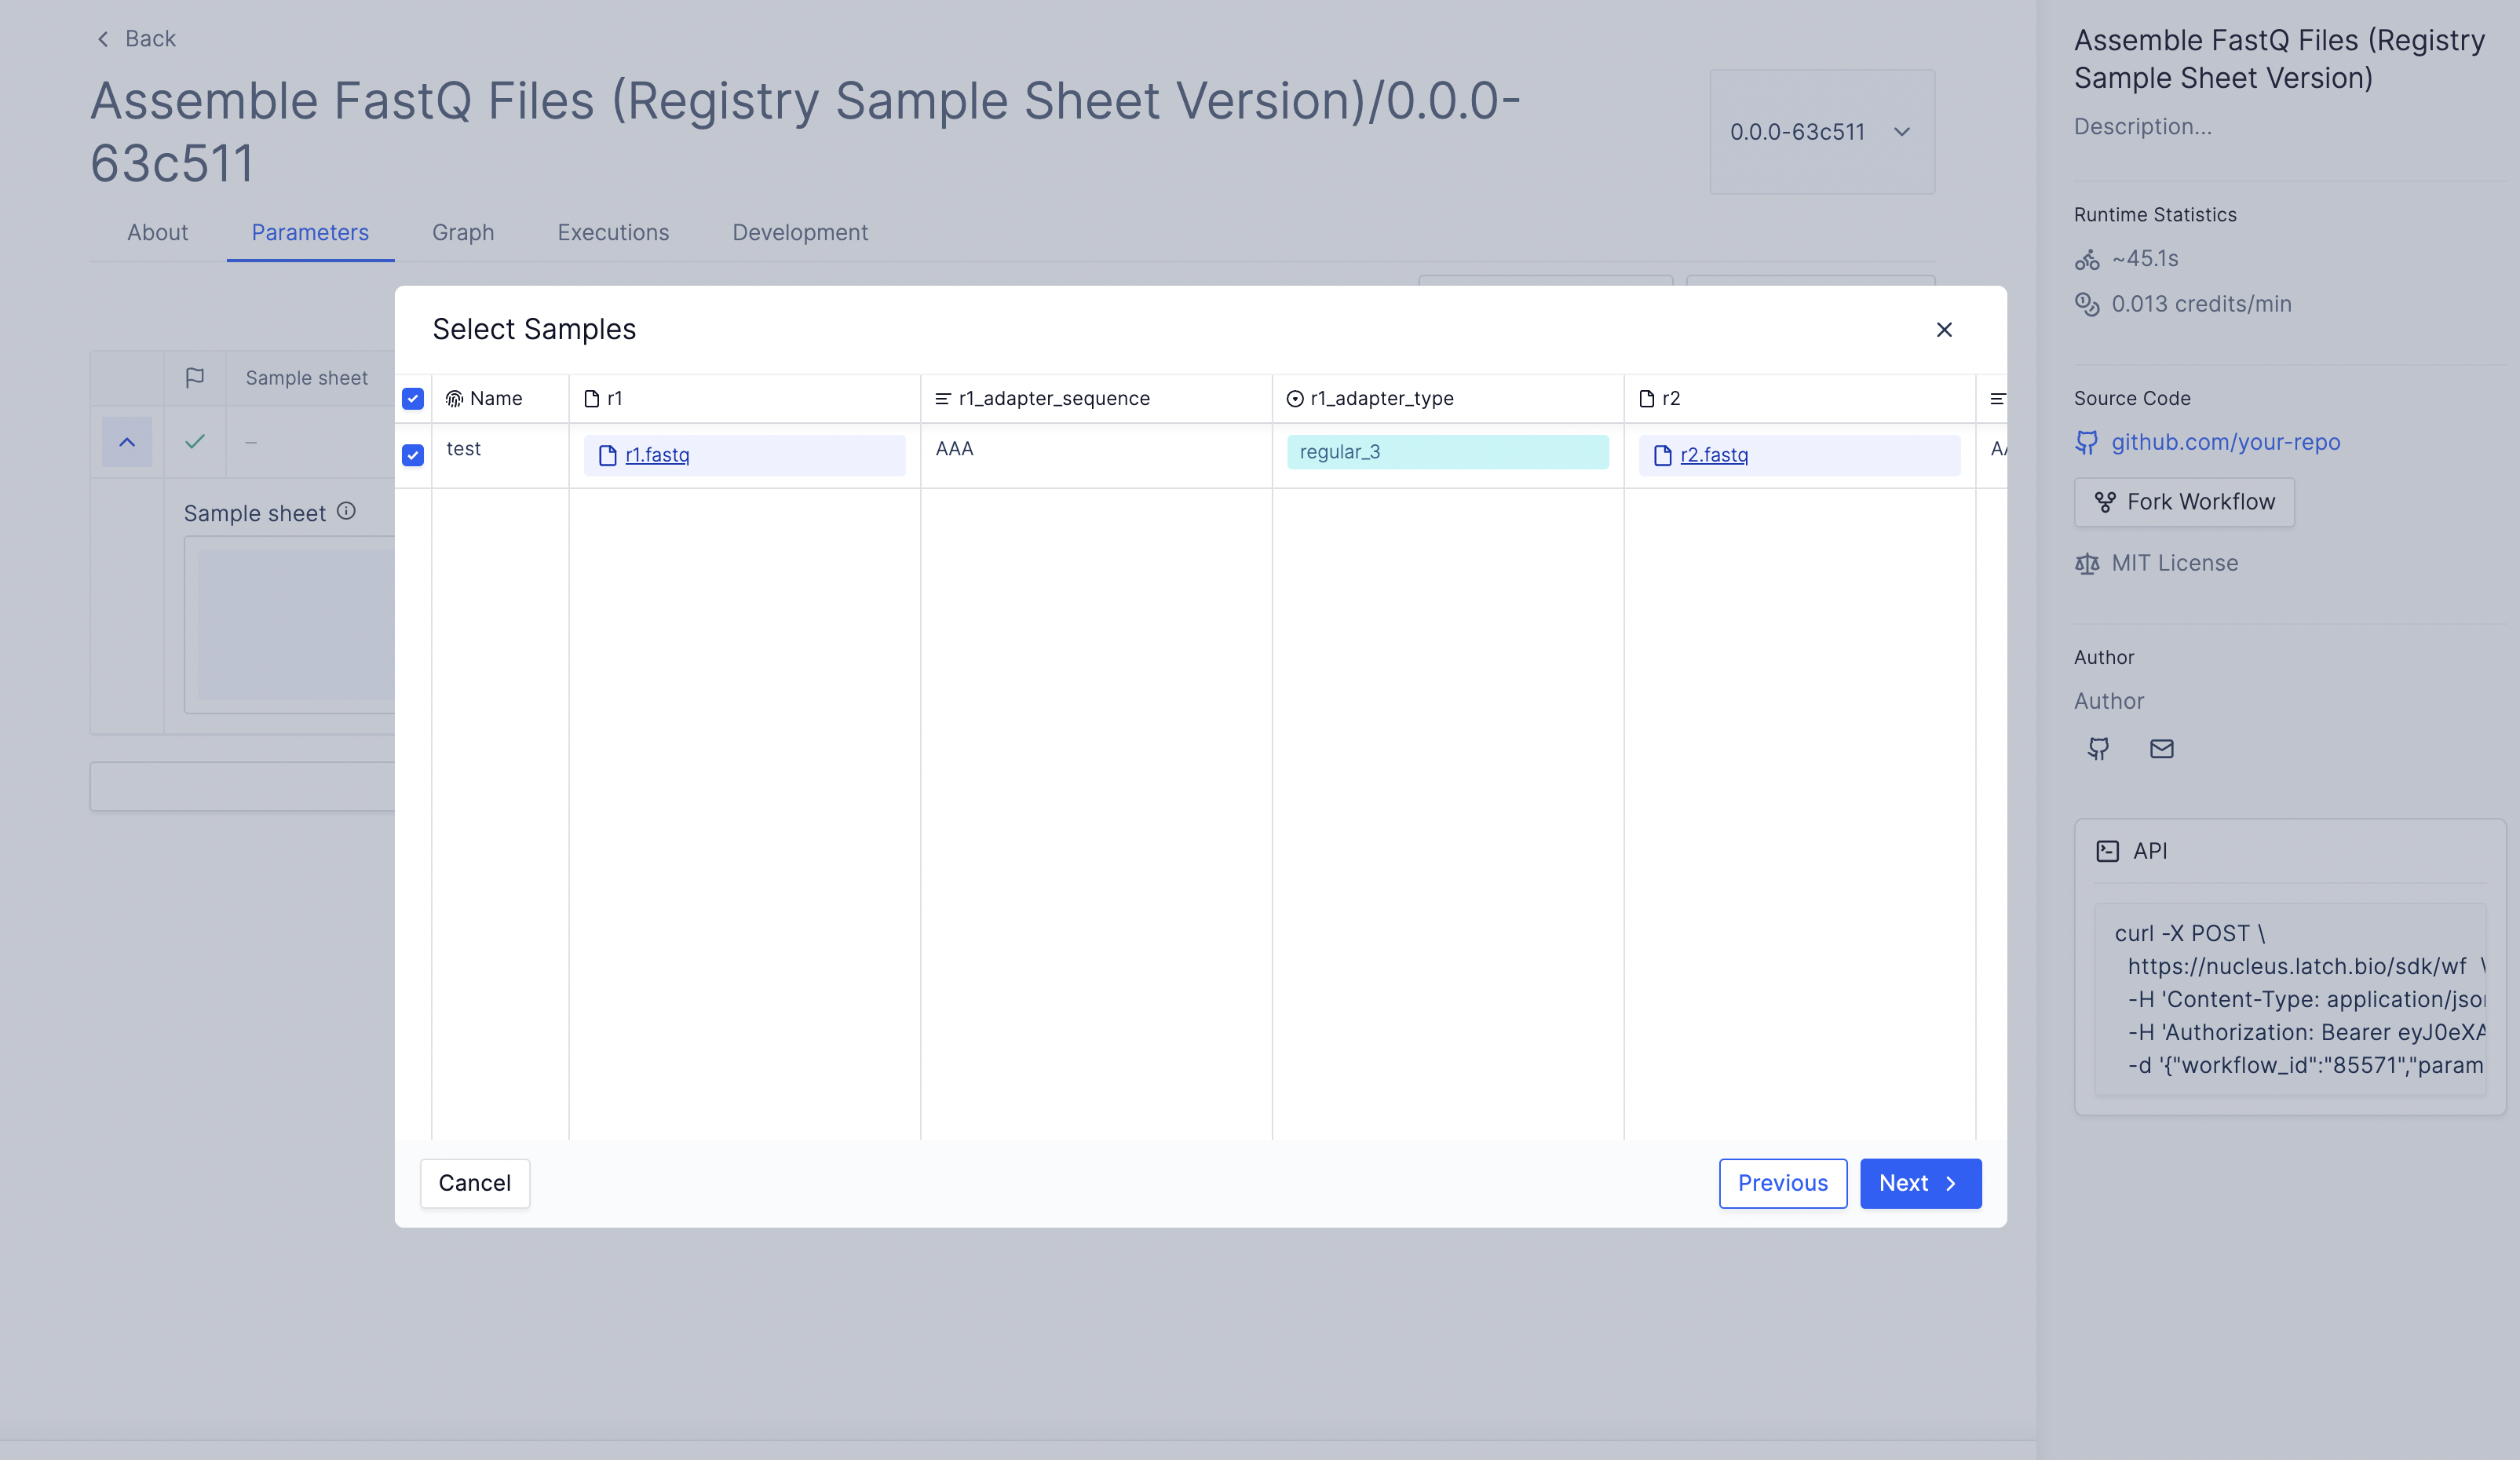 Back
Assemble FastQ Files (Registry Sample Sheet Version)/0.0.0-
63c511
0.0.0-63c511
About
Parameters
Graph
Executions
Development
Sample sheet
–
Sample sheet
Select Samples
Name
r1
r1_adapter_sequence
r1_adapter_type
r2
test
r1.fastq
AAA
regular_3
r2.fastq
Cancel
Previous
Next
Assemble FastQ Files (Registry
Sample Sheet Version)
Description...
Runtime Statistics
~45.1s
0.013 credits/min
Source Code
github.com/your-repo
Fork Workflow
MIT License
Author
Author
API
curl -X POST \
https://nucleus.latch.bio/sdk/wf \
-H 'Content-Type: application/jso
-H 'Authorization: Bearer eyJ0eXA
-d '{"workflow_id":"85571","param